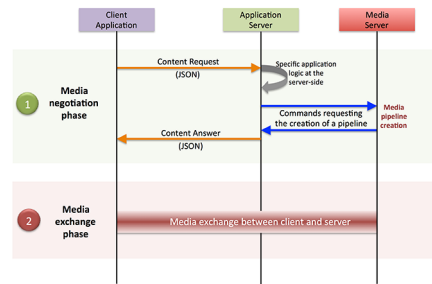 Client
Application
Application
Server
Media
Server
Content Request
(JSON)
Specific application
logic at the
server-side
1
Media
negotiation
phase
Commands requesting
the creation of a pipeline
Media
pipeline
creation
Content Answer
(JSON)
2
Media
exchange
phase
Media exchange between client and server